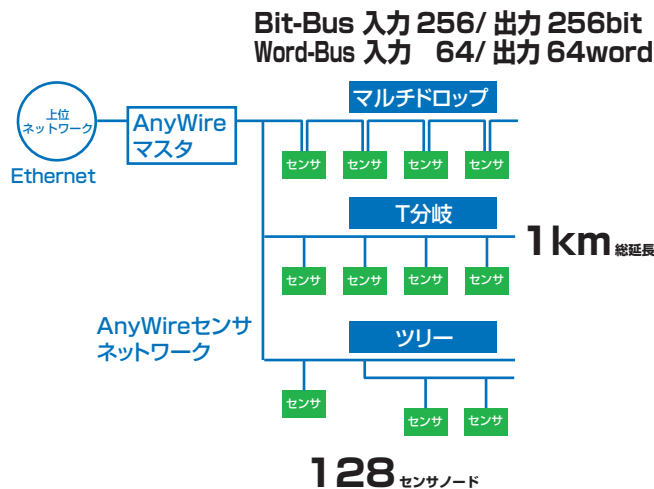 Bit-Bus 入力 256/ 出力 256bit
Word-Bus 入力 64/ 出力 64word
上位
ネットワーク
Ethernet
AnyWire
マスタ
マルチドロップ
センサ センサ センサ センサ
T分岐
1km 総延長
センサ センサ センサ センサ
AnyWireセンサ
ネットワーク
ツリー
センサ センサ センサ
128 センサノード